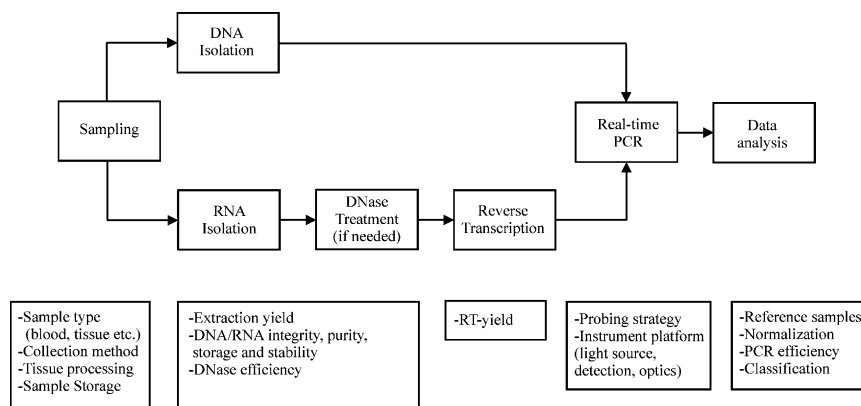 DNA
Isolation
Sampling
Real-time
PCR
Data
analysis
RNA
Isolation
DNase
Treatment
(if needed)
Reverse
Transcription
-Sample type
(blood, tissue etc.)
-Collection method
-Tissue processing
-Sample Storage
-Extraction yield
-DNA/RNA integrity, purity,
storage and stability
-DNase efficiency
-RT-yield
-Probing strategy
-Instrument platform
(light source,
detection, optics)
-Reference samples
-Normalization
-PCR efficiency
-Classification